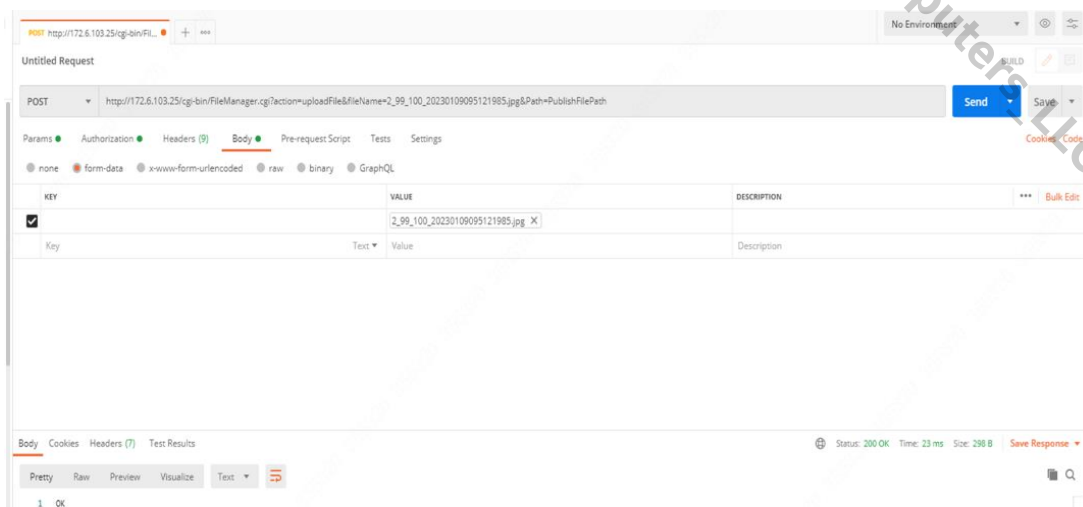 POST http://172.6.103.25/cgi-bin/Fil...
No Environment
Untitled Request
BUILD
POST http://172.6.103.25/cgi-bin/FileManager.cgi?action=uploadFile&fileName=2_99_100_20230109095121985.jpg&Path=PublishFilePath Send Save
Params Authorization Headers (9) Body Pre-request Script Tests Settings Cookies Code
none form-data x-www-form-urlencoded raw binary GraphQL
KEY VALUE DESCRIPTION ••• Bulk Edit
2_99_100_20230109095121985.jpg
Key Text Value Description
Body Cookies Headers (7) Test Results Status: 200 OK Time: 23 ms Size: 298 B Save Response
Pretty Raw Preview Visualize Text
1 OK